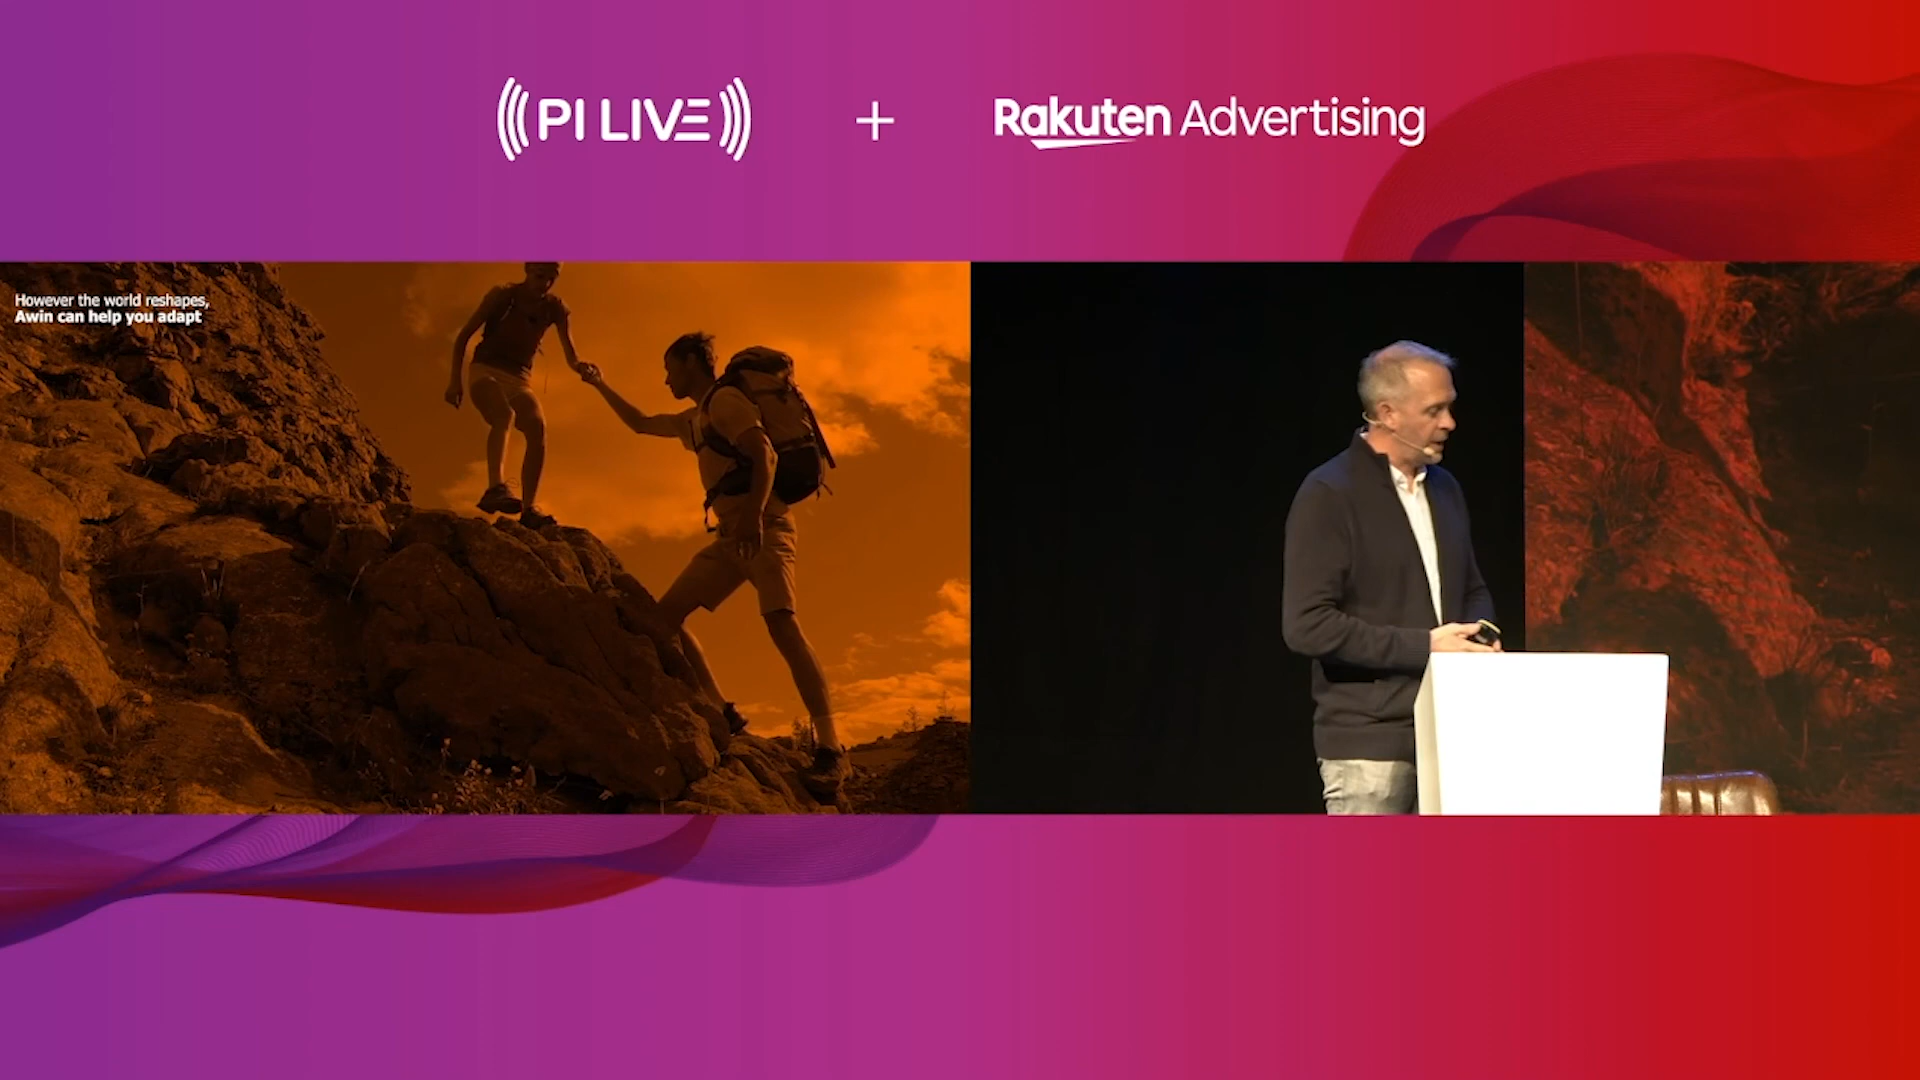 PI LIVE
+
Rakuten Advertising
However the world reshapes,
Awin can help you adapt